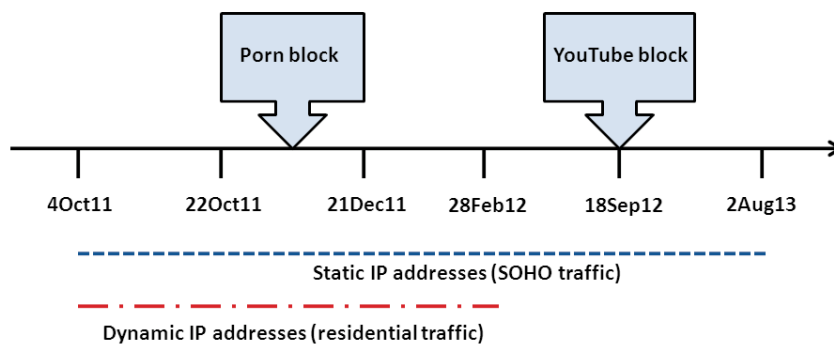 Porn block
YouTube block
4Oct11
22Oct11
21Dec11
28Feb12
18Sep12
2Aug13
Static IP addresses (SOHO traffic)
Dynamic IP addresses (residential traffic)